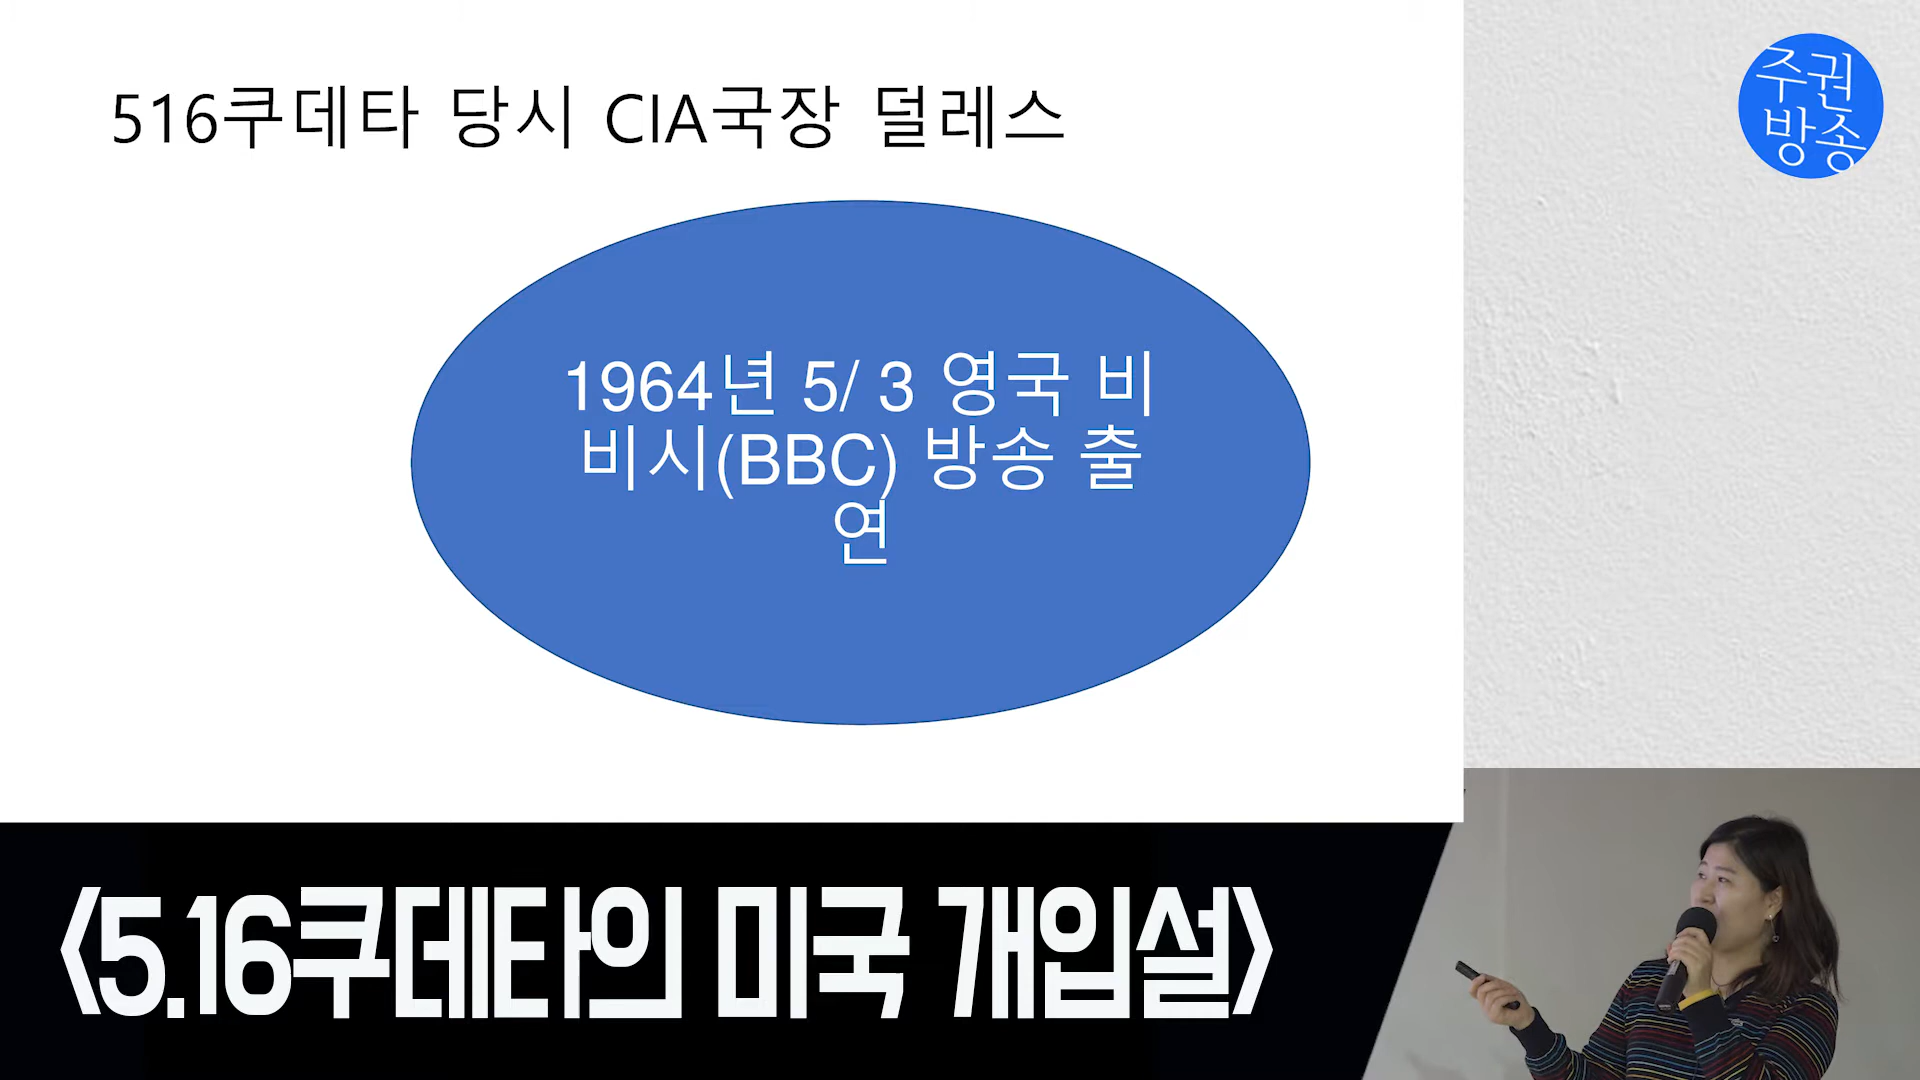 516쿠데타 당시 CIA국장 덜레스
주권
방송
1964년 5/ 3 영국 비
비시(BBC) 방송 출
연
<5.16쿠데타의 미국 개입설>